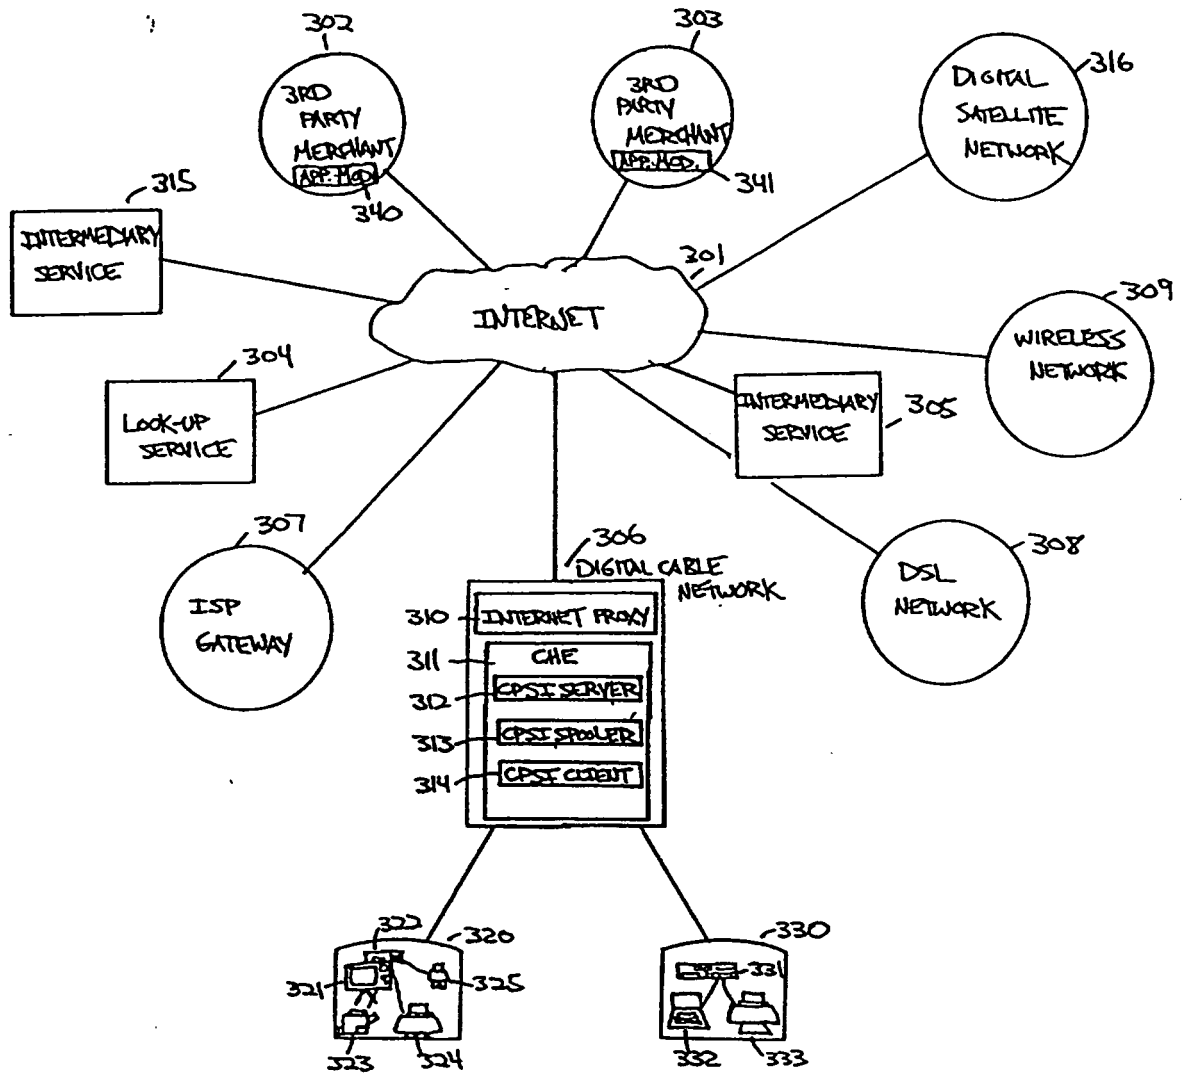 302
303
3RD
PARTY
MERCHANT
APP. MOD.
340
3RD
PARTY
MERCHANT
APP. MOD.
341
DIGITAL
SATELLITE
NETWORK
316
315
INTERMEDIARY
SERVICE
301
INTERNET
309
WIRELESS
NETWORK
304
LOOK-UP
SERVICE
INTERMEDIARY
SERVICE
305
307
ISP
GATEWAY
306
DIGITAL CABLE
NETWORK
308
DSL
NETWORK
310
INTERNET PROXY
311
CHE
312
CPSI SERVER
313
CPSI SPOOLER
314
CPSI CLIENT
322
320
321
325
323
324
330
331
332
333